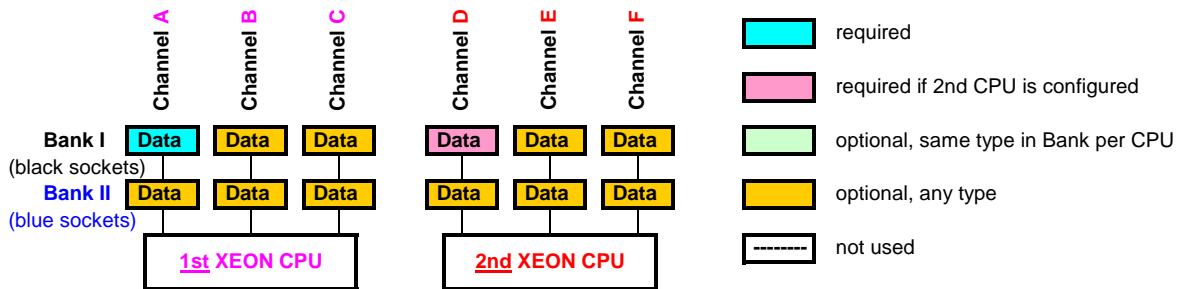 Channel A
Channel B
Channel C
Channel D
Channel E
Channel F
required
required if 2nd CPU is configured
Bank I
Data Data Data Data Data Data
(black sockets)
optional, same type in Bank per CPU
Bank II
Data Data Data Data Data Data
(blue sockets)
optional, any type
1st XEON CPU
2nd XEON CPU
--------
not used